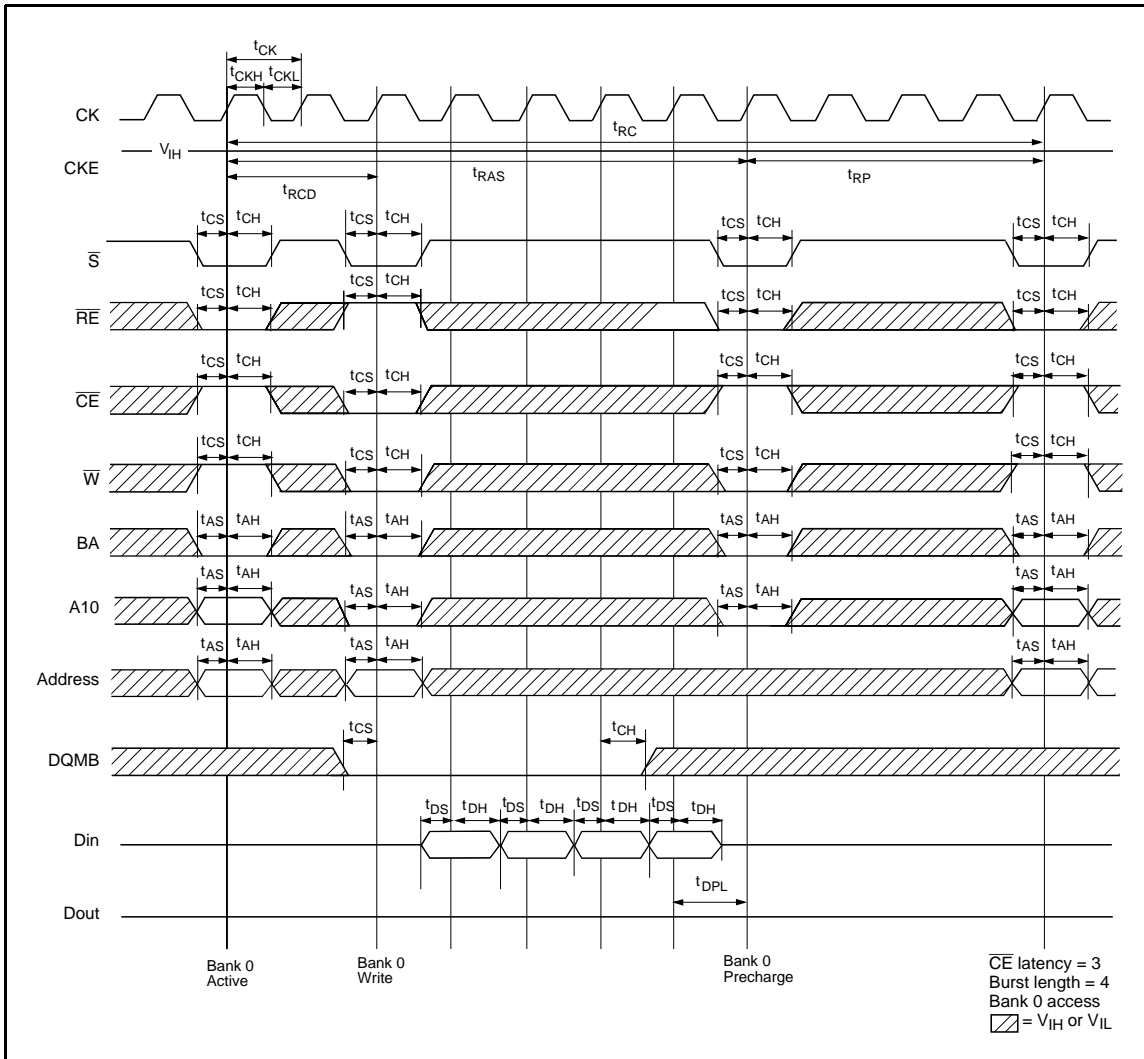 tCK
tCKH tCKL
CK
tRC
VIH
CKE
tRAS
tRP
tRCD
tCS tCH tCS tCH tCS tCH tCS tCH
S
tCS tCH tCS tCH tCS tCH tCS tCH
RE
tCS tCH tCS tCH tCS tCH tCS tCH
CE
tCS tCH tCS tCH tCS tCH tCS tCH
W
tAS tAH tAS tAH tAS tAH tAS tAH
BA
tAS tAH tAS tAH tAS tAH tAS tAH
A10
tAS tAH tAS tAH tAS tAH
Address
tCS tCH
DQMB
tDS tDH tDS tDH tDS tDH tDS tDH
Din
tDPL
Dout
Bank 0
Active
Bank 0
Write
Bank 0
Precharge
CE latency = 3
Burst length = 4
Bank 0 access
= VIH or VIL